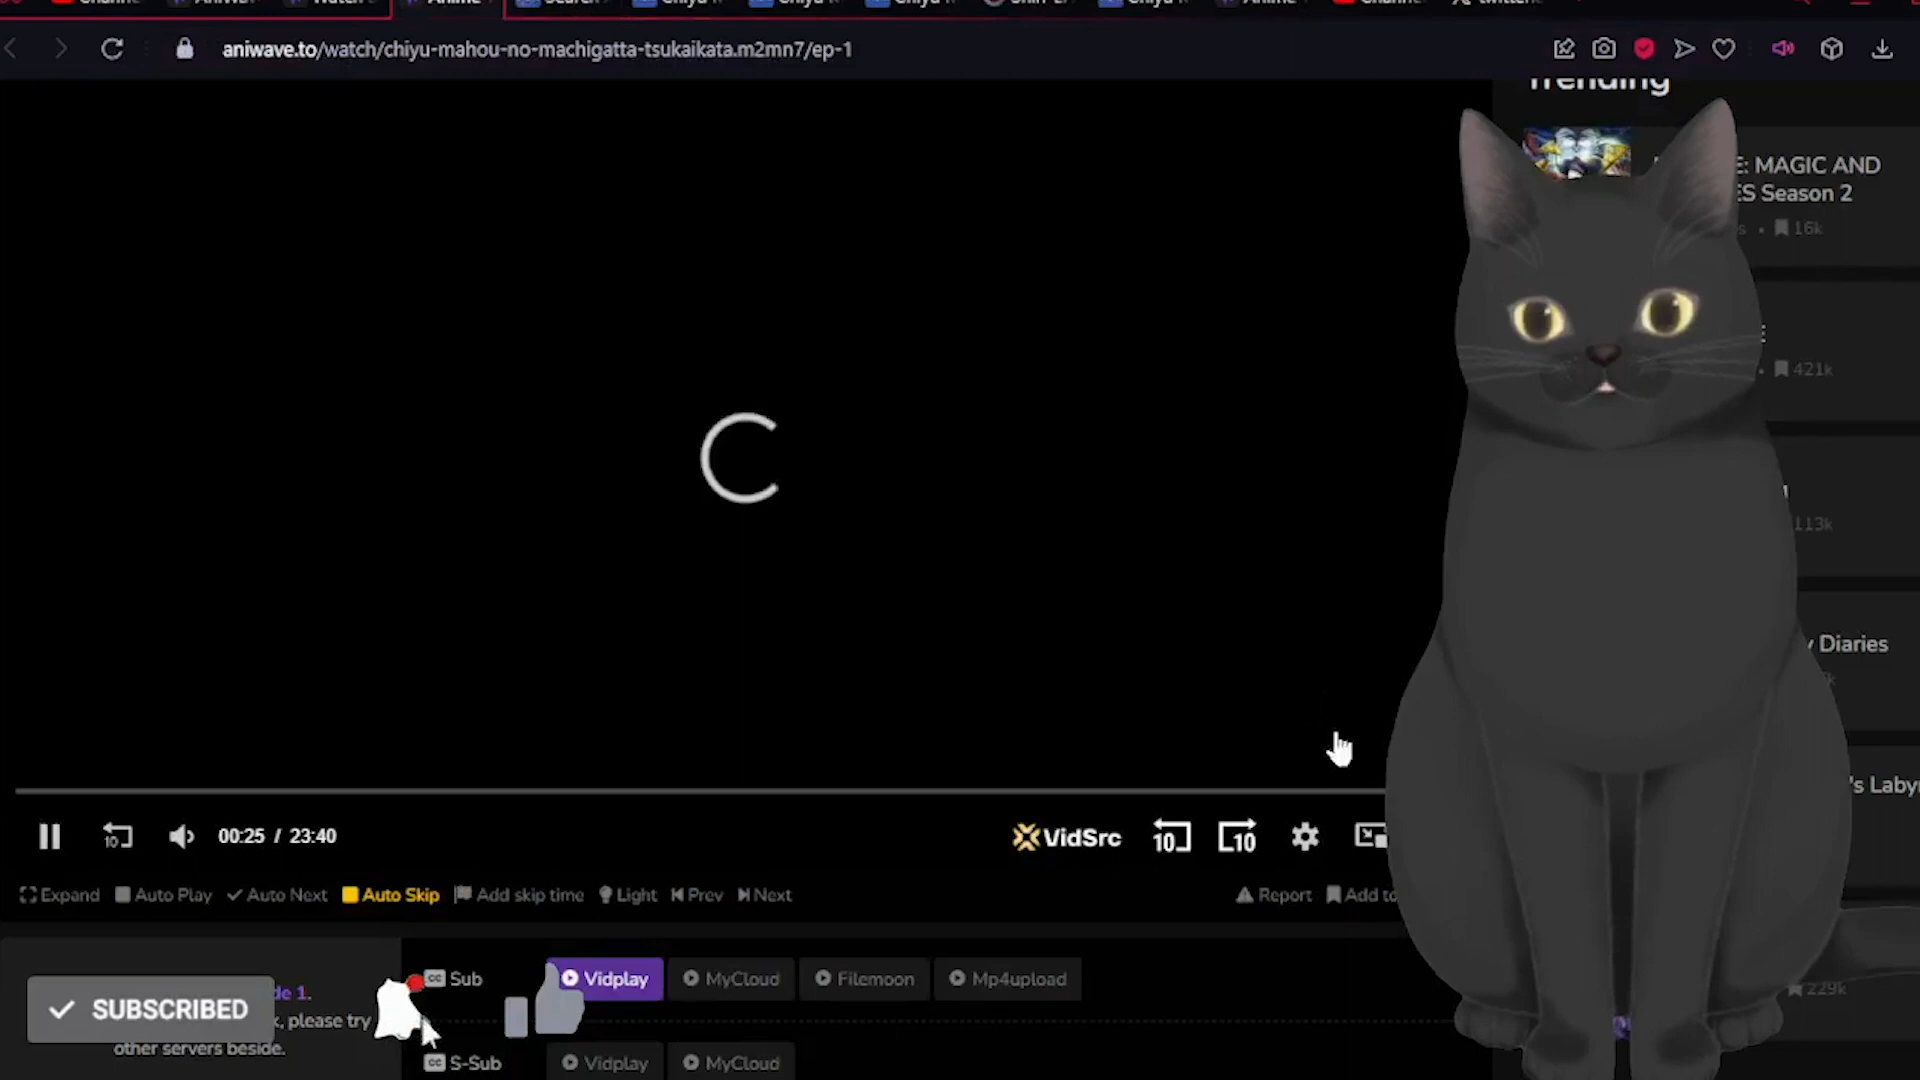 aniwave.to/watch/chiyu-mahou-no-machigatta-tsukaikata.m2mn7/ep-1
Trending
MAGIC AND
Season 2
16k
421k
113k
Diaries
's Laby
229k
00:25 / 23:40
VidSrc
10
10
10
Expand
Auto Play
Auto Next
Auto Skip
Add skip time
Light
Prev
Next
Report
Add to
SUBSCRIBED
de 1.
, please try
other servers beside.
Sub
Vidplay
MyCloud
Filemoon
Mp4upload
S-Sub
Vidplay
MyCloud